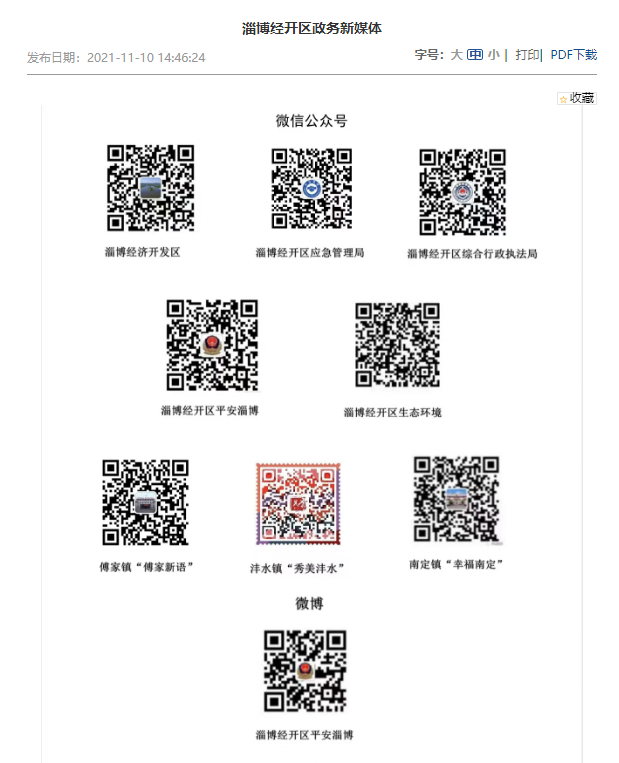 淄博经开区政务新媒体
发布日期：2021-11-10 14:46:24
字号：大 中 小 | 打印| PDF下载
收藏
微信公众号
淄博经济开发区
淄博经开区应急管理局
淄博经开区综合行政执法局
淄博经开区平安淄博
淄博经开区生态环境
傅家镇“傅家新语”
沣水镇“秀美沣水”
南定镇“幸福南定”
微博
淄博经开区平安淄博